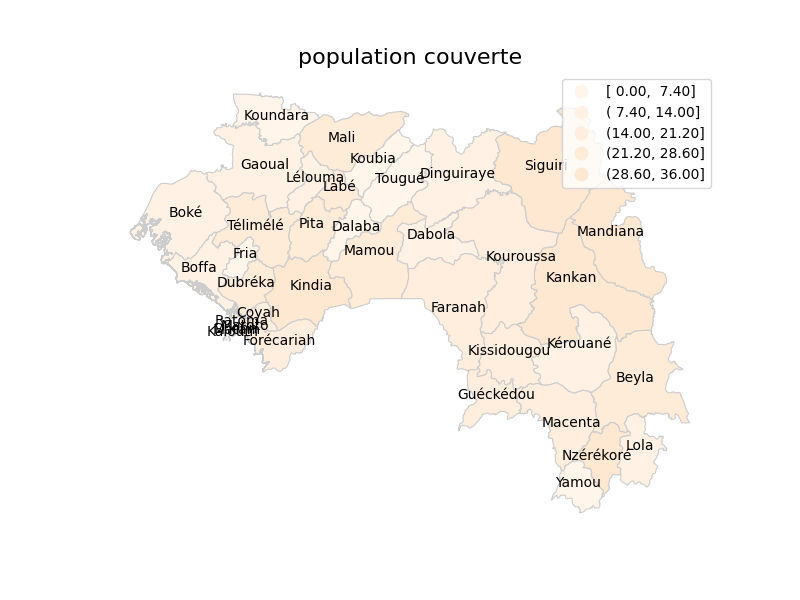 population couverte
[ 0.00,  7.40]
( 7.40, 14.00]
(14.00, 21.20]
(21.20, 28.60]
(28.60, 36.00]
Koundara
Mali
Koubia
Gaoual
Lélouma
Labé
Tougué
Dinguiraye
Siguiri
Boké
Télimélé
Pita
Dalaba
Dabola
Mandiana
Fria
Mamou
Kouroussa
Boffa
Dubréka
Kindia
Kankan
Coyah
Faranah
Ratoma
Forécariah
Kissidougou
Kérouané
Beyla
Guéckédou
Macenta
Lola
Nzérékoré
Yamou